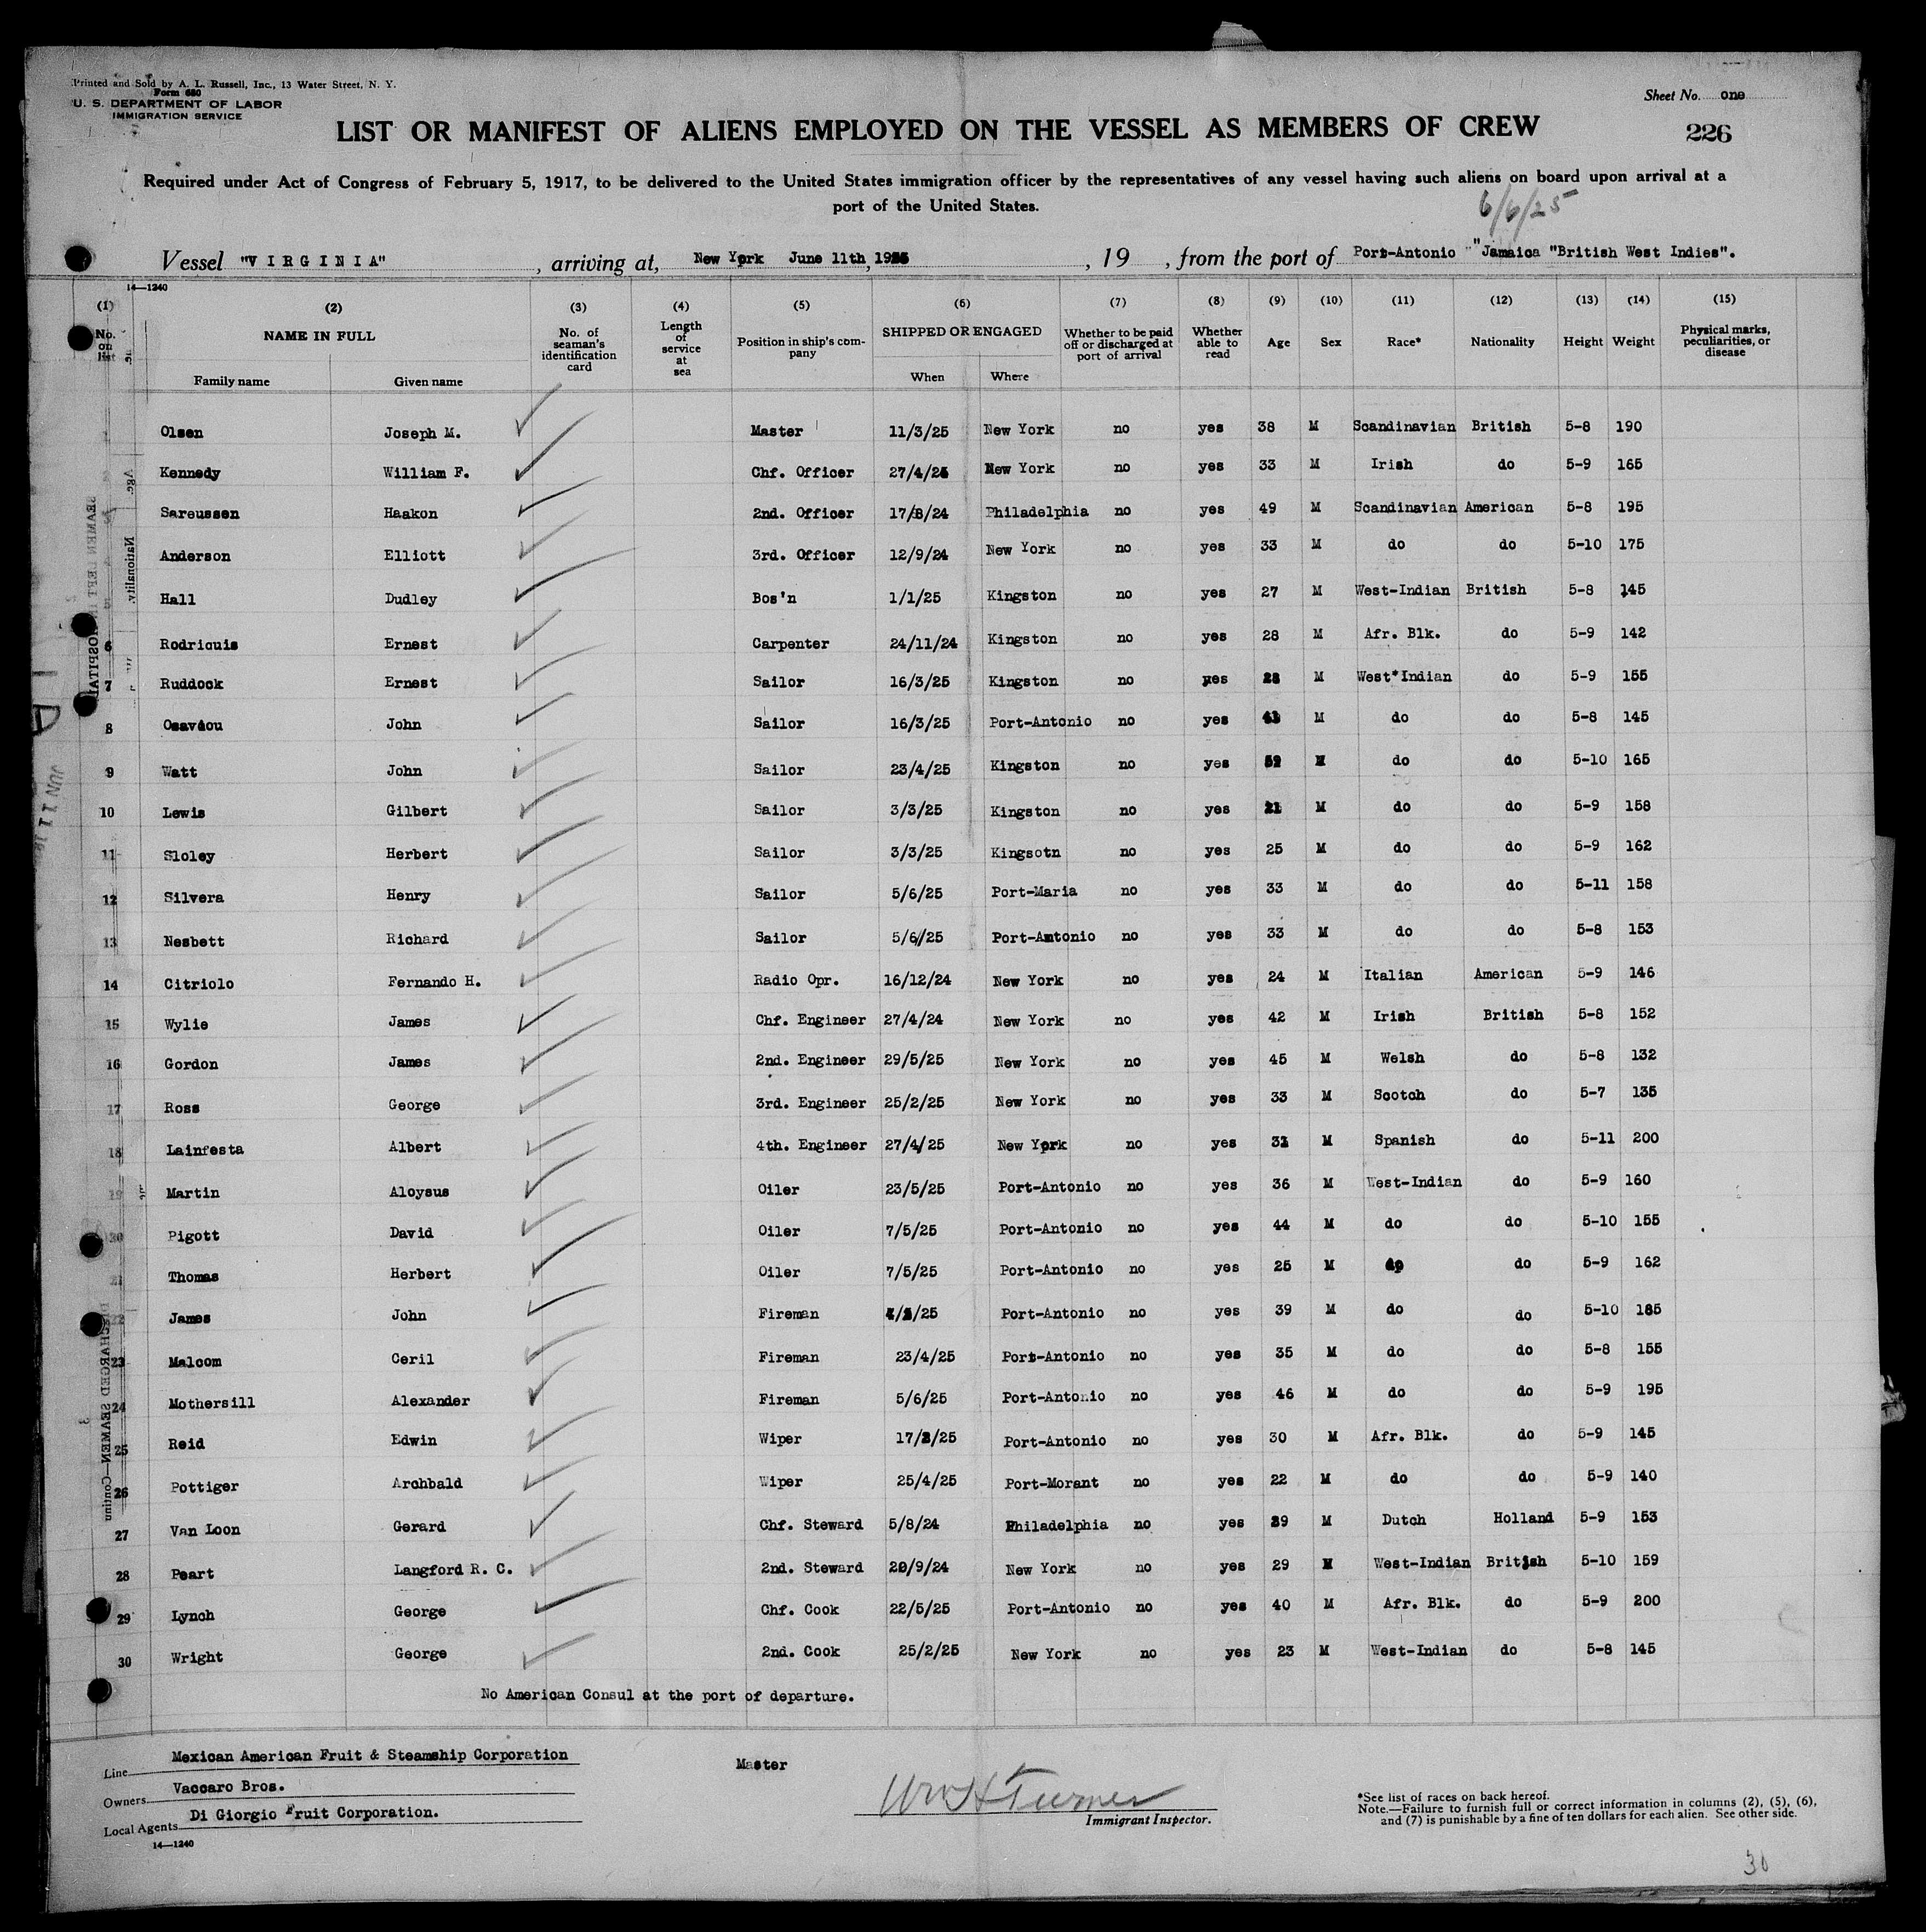 Printed and Sold by A. L. Russell, Inc., 13 Water Street, N. Y.
Form 680
U. S. DEPARTMENT OF LABOR
IMMIGRATION SERVICE
Sheet No. one
LIST OR MANIFEST OF ALIENS EMPLOYED ON THE VESSEL AS MEMBERS OF CREW
226
Required under Act of Congress of February 5, 1917, to be delivered to the United States immigration officer by the representatives of any vessel having such aliens on board upon arrival at a
port of the United States.
6/6/25
Vessel "VIRGINIA", arriving at, New York June 11th, 1925, 19 , from the port of Port-Antonio "Jamaica "British West Indies".
14—1240
(1) (2) (3) (4) (5) (6) (7) (8) (9) (10) (11) (12) (13) (14) (15)
No. on list NAME IN FULL No. of seaman's identification card Length of service at sea Position in ship's company SHIPPED OR ENGAGED Whether to be paid off or discharged at port of arrival Whether able to read Age Sex Race* Nationality Height Weight Physical marks, peculiarities, or disease
Family name Given name When Where
Olsen Joseph M. Master 11/3/25 New York no yes 38 M Scandinavian British 5-8 190
Kennedy William F. Chf. Officer 27/4/25 New York no yes 33 M Irish do 5-9 165
Sareussen Haakon 2nd. Officer 17/8/24 Philadelphia no yes 49 M Scandinavian American 5-8 195
Anderson Elliott 3rd. Officer 12/9/24 New York no yes 33 M do do 5-10 175
Hall Dudley Bos'n 1/1/25 Kingston no yes 27 M West-Indian British 5-8 145
6 Rodricuis Ernest Carpenter 24/11/24 Kingston no yes 28 M Afr. Blk. do 5-9 142
7 Ruddock Ernest Sailor 16/3/25 Kingston no yes 28 M West*Indian do 5-9 155
8 Osaviou John Sailor 16/3/25 Port-Antonio no yes M do do 5-8 145
9 Watt John Sailor 23/4/25 Kingston no yes 52 M do do 5-10 165
10 Lewis Gilbert Sailor 3/3/25 Kingston no yes 21 M do do 5-9 158
11 Sloley Herbert Sailor 3/3/25 Kingsotn no yes 25 M do do 5-9 162
12 Silvera Henry Sailor 5/6/25 Port-Maria no yes 33 M do do 5-11 158
13 Nesbett Richard Sailor 5/6/25 Port-Antonio no yes 33 M do do 5-8 153
14 Citriolo Fernando H. Radio Opr. 16/12/24 New York no yes 24 M Italian American 5-9 146
15 Wylie James Chf. Engineer 27/4/24 New York no yes 42 M Irish British 5-8 152
16 Gordon James 2nd. Engineer 29/5/25 New York no yes 45 M Welsh do 5-8 132
17 Ross George 3rd. Engineer 25/2/25 New York no yes 33 M Scotch do 5-7 135
18 Lainfesta Albert 4th. Engineer 27/4/25 New York no yes 31 M Spanish do 5-11 200
19 Martin Aloysus Oiler 23/5/25 Port-Antonio no yes 36 M West-Indian do 5-9 160
20 Pigott David Oiler 7/5/25 Port-Antonio no yes 44 M do do 5-10 155
21 Thomas Herbert Oiler 7/5/25 Port-Antonio no yes 25 M do do 5-9 162
22 James John Fireman Port-Antonio no yes 39 M do do 5-10 185
23 Malcom Ceril Fireman 23/4/25 Port-Antonio no yes 35 M do do 5-8 155
24 Mothersill Alexander Fireman 5/6/25 Port-Antonio no yes 46 M do do 5-9 195
25 Reid Edwin Wiper 17/2/25 Port-Antonio no yes 30 M Afr. Blk. do 5-9 145
26 Pottiger Archbald Wiper 25/4/25 Port-Morant no yes 22 M do do 5-9 140
27 Van Loon Gerard Chf. Steward 5/8/24 Philadelphia no yes 39 M Dutch Holland 5-9 153
28 Peart Langford R. C. 2nd. Steward 20/9/24 New York no yes 29 M West-Indian British 5-10 159
29 Lynch George Chf. Cook 22/5/25 Port-Antonio no yes 40 M Afr. Blk. do 5-9 200
30 Wright George 2nd. Cook 25/2/25 New York no yes 23 M West-Indian do 5-8 145
No American Consul at the port of departure.
Line Mexican American Fruit & Steamship Corporation
Owners Vaccaro Bros.
Local Agents Di Giorgio Fruit Corporation.
14—1240
Master
Wm H Turner
Immigrant Inspector.
*See list of races on back hereof.
Note.—Failure to furnish full or correct information in columns (2), (5), (6),
and (7) is punishable by a fine of ten dollars for each alien. See other side.
30